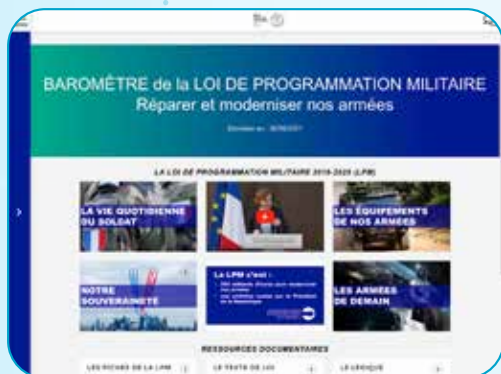 BAROMÈTRE de la LOI DE PROGRAMMATION MILITAIRE
Réparer et moderniser nos armées
LA LOI DE PROGRAMMATION MILITAIRE 2019-2025 (LPM)
LA VIE QUOTIDIENNE
DU SOLDAT
LES ÉQUIPEMENTS
DE NOS ARMÉES
NOTRE
SOUVERAINETÉ
La LPM c'est :
LES ARMÉES
DE DEMAIN
RESSOURCES DOCUMENTAIRES
LES FICHES DE LA LPM
LE TEXTE DE LOI
LE LEXIQUE